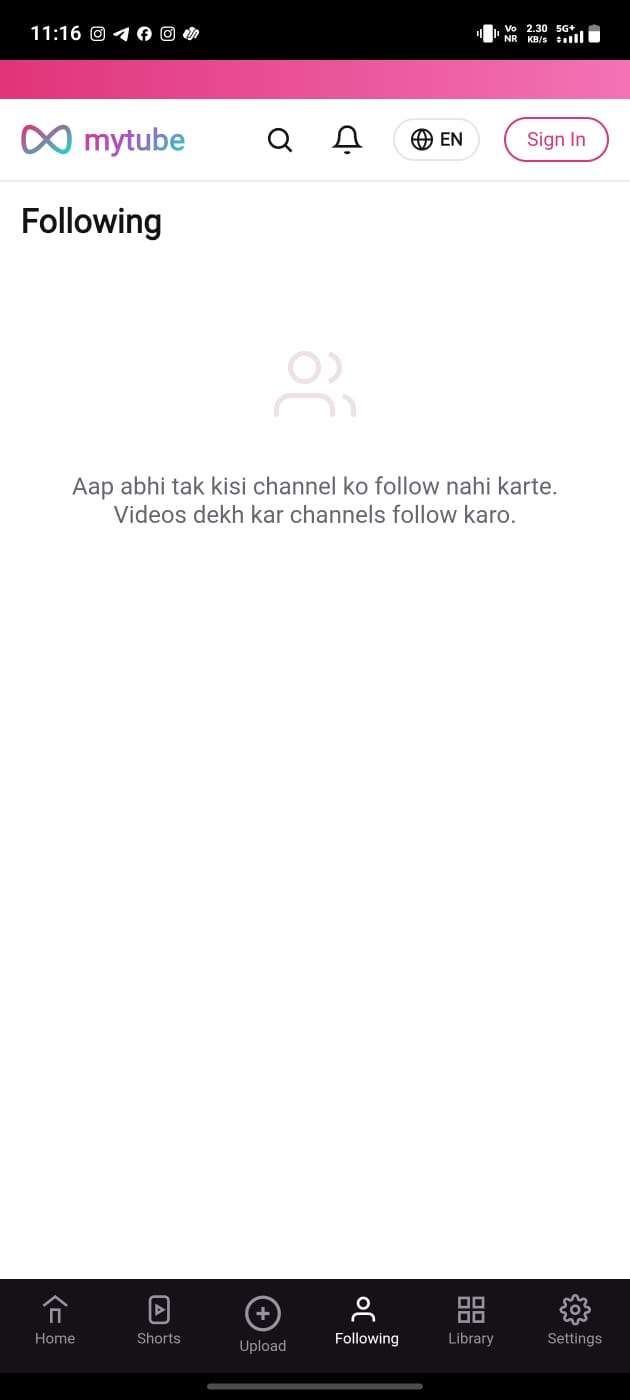 11:16
Vo
NR
2.30
KB/s
5G+
mytube
EN
Sign In
Following
Aap abhi tak kisi channel ko follow nahi karte.
Videos dekh kar channels follow karo.
Home
Shorts
Upload
Following
Library
Settings